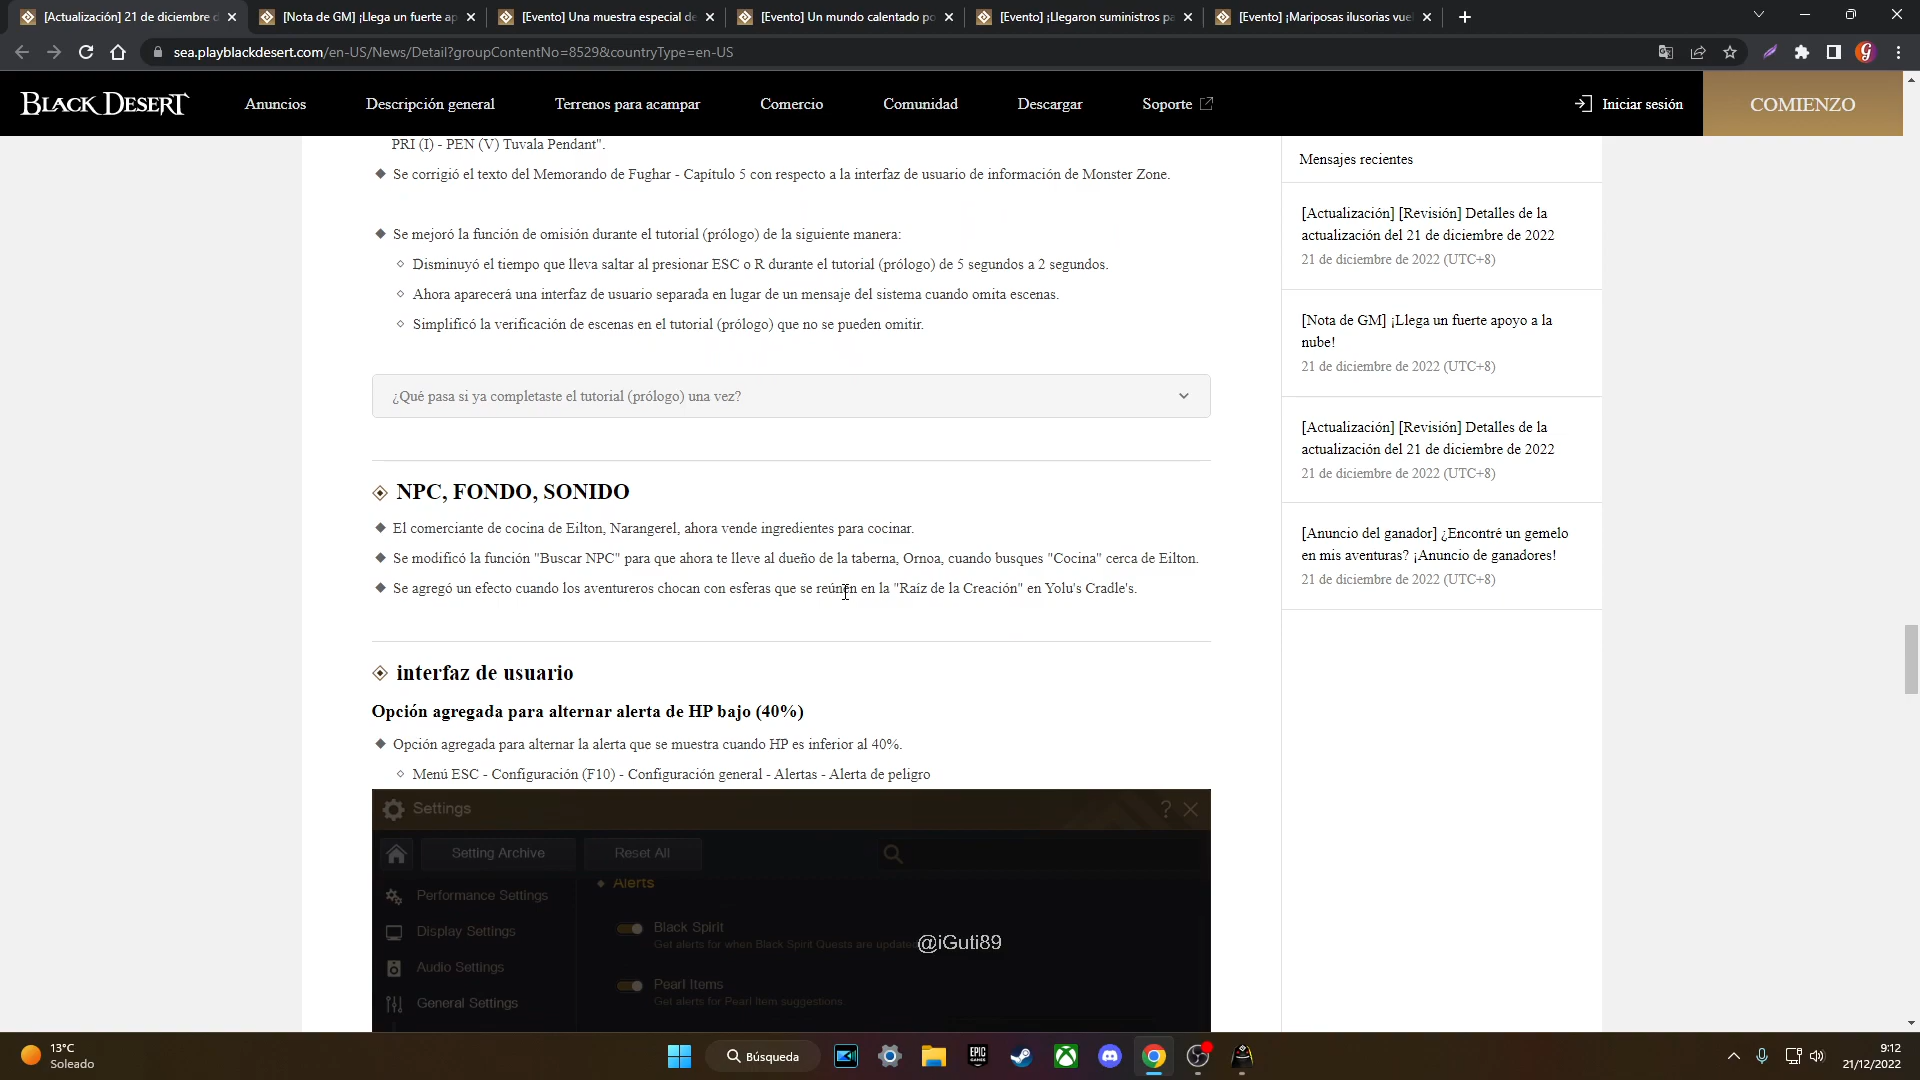 [Actualización] 21 de diciembre d
[Nota de GM] ¡Llega un fuerte ap
[Evento] Una muestra especial de
[Evento] Un mundo calentado po
[Evento] ¡Llegaron suministros pa
[Evento] ¡Mariposas ilusorias vue
sea.playblackdesert.com/en-US/News/Detail?groupContentNo=8529&countryType=en-US
BLACK DESERT
Anuncios
Descripción general
Terrenos para acampar
Comercio
Comunidad
Descargar
Soporte
Iniciar sesión
COMIENZO
PRI (I) - PEN (V) Tuvala Pendant".
Se corrigió el texto del Memorando de Fughar - Capítulo 5 con respecto a la interfaz de usuario de información de Monster Zone.
Se mejoró la función de omisión durante el tutorial (prólogo) de la siguiente manera:
Disminuyó el tiempo que lleva saltar al presionar ESC o R durante el tutorial (prólogo) de 5 segundos a 2 segundos.
Ahora aparecerá una interfaz de usuario separada en lugar de un mensaje del sistema cuando omita escenas.
Simplificó la verificación de escenas en el tutorial (prólogo) que no se pueden omitir.
¿Qué pasa si ya completaste el tutorial (prólogo) una vez?
NPC, FONDO, SONIDO
El comerciante de cocina de Eilton, Narangerel, ahora vende ingredientes para cocinar.
Se modificó la función "Buscar NPC" para que ahora te lleve al dueño de la taberna, Ornoa, cuando busques "Cocina" cerca de Eilton.
Se agregó un efecto cuando los aventureros chocan con esferas que se reúnen en la "Raíz de la Creación" en Yolu's Cradle's.
interfaz de usuario
Opción agregada para alternar alerta de HP bajo (40%)
Opción agregada para alternar la alerta que se muestra cuando HP es inferior al 40%.
Menú ESC - Configuración (F10) - Configuración general - Alertas - Alerta de peligro
Settings
?
Setting Archive
Reset All
Performance Settings
Display Settings
Audio Settings
General Settings
Alerts
Black Spirit
Get alerts for when Black Spirit Quests are update
Pearl Items
Get alerts for Pearl Item suggestions
@iGuti89
Mensajes recientes
[Actualización] [Revisión] Detalles de la
actualización del 21 de diciembre de 2022
21 de diciembre de 2022 (UTC+8)
[Nota de GM] ¡Llega un fuerte apoyo a la
nube!
21 de diciembre de 2022 (UTC+8)
[Actualización] [Revisión] Detalles de la
actualización del 21 de diciembre de 2022
21 de diciembre de 2022 (UTC+8)
[Anuncio del ganador] ¿Encontré un gemelo
en mis aventuras? ¡Anuncio de ganadores!
21 de diciembre de 2022 (UTC+8)
13°C
Soleado
Búsqueda
EPIC GAMES
9:12
21/12/2022